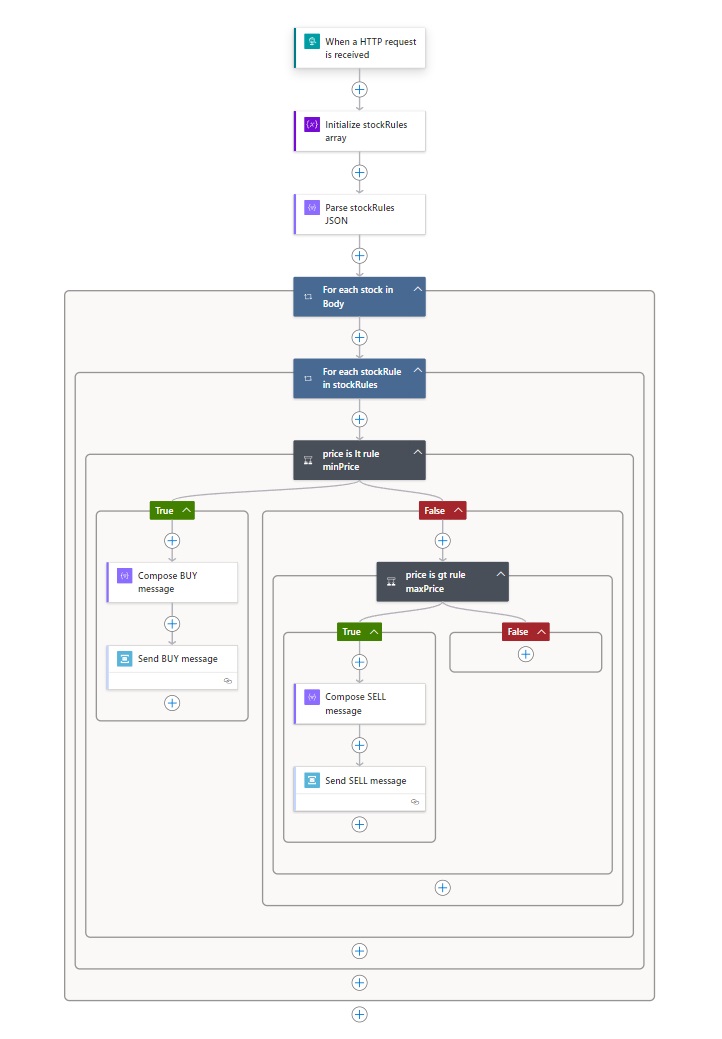 When a HTTP request
is received
Initialize stockRules
array
Parse stockRules
JSON
For each stock in
Body
For each stockRule
in stockRules
price is lt rule
minPrice
True
False
Compose BUY
message
price is gt rule
maxPrice
Send BUY message
True
False
Compose SELL
message
Send SELL message